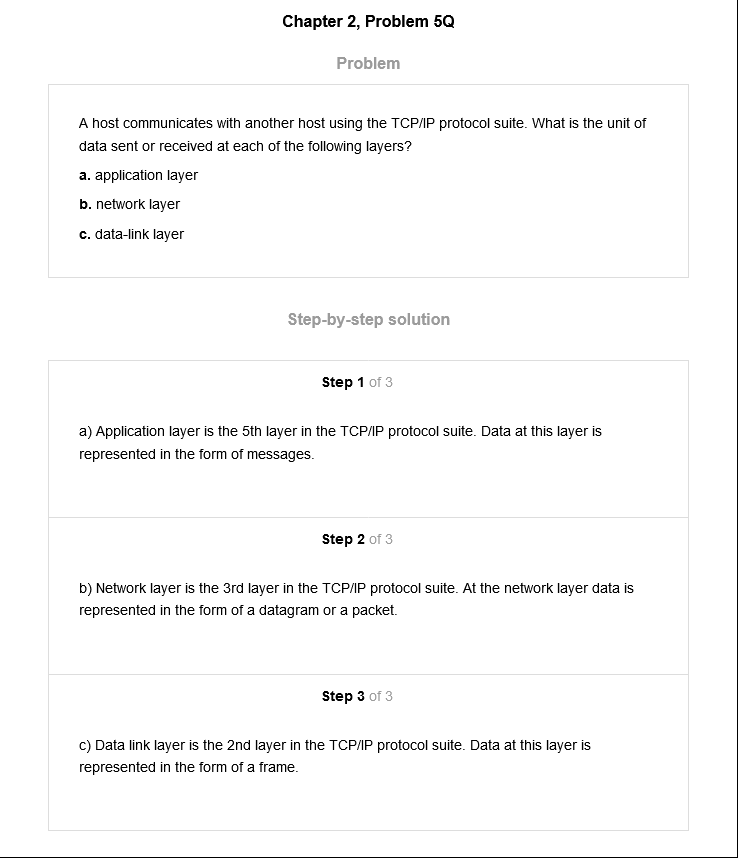 Chapter 2, Problem 5Q
Problem
A host communicates with another host using the TCP/IP protocol suite. What is the unit of
data sent or received at each of the following layers?
a. application layer
b. network layer
c. data-link layer
Step-by-step solution
Step 1 of 3
a) Application layer is the 5th layer in the TCP/IP protocol suite. Data at this layer is
represented in the form of messages.
Step 2 of 3
b) Network layer is the 3rd layer in the TCP/IP protocol suite. At the network layer data is
represented in the form of a datagram or a packet.
Step 3 of 3
c) Data link layer is the 2nd layer in the TCP/IP protocol suite. Data at this layer is
represented in the form of a frame.